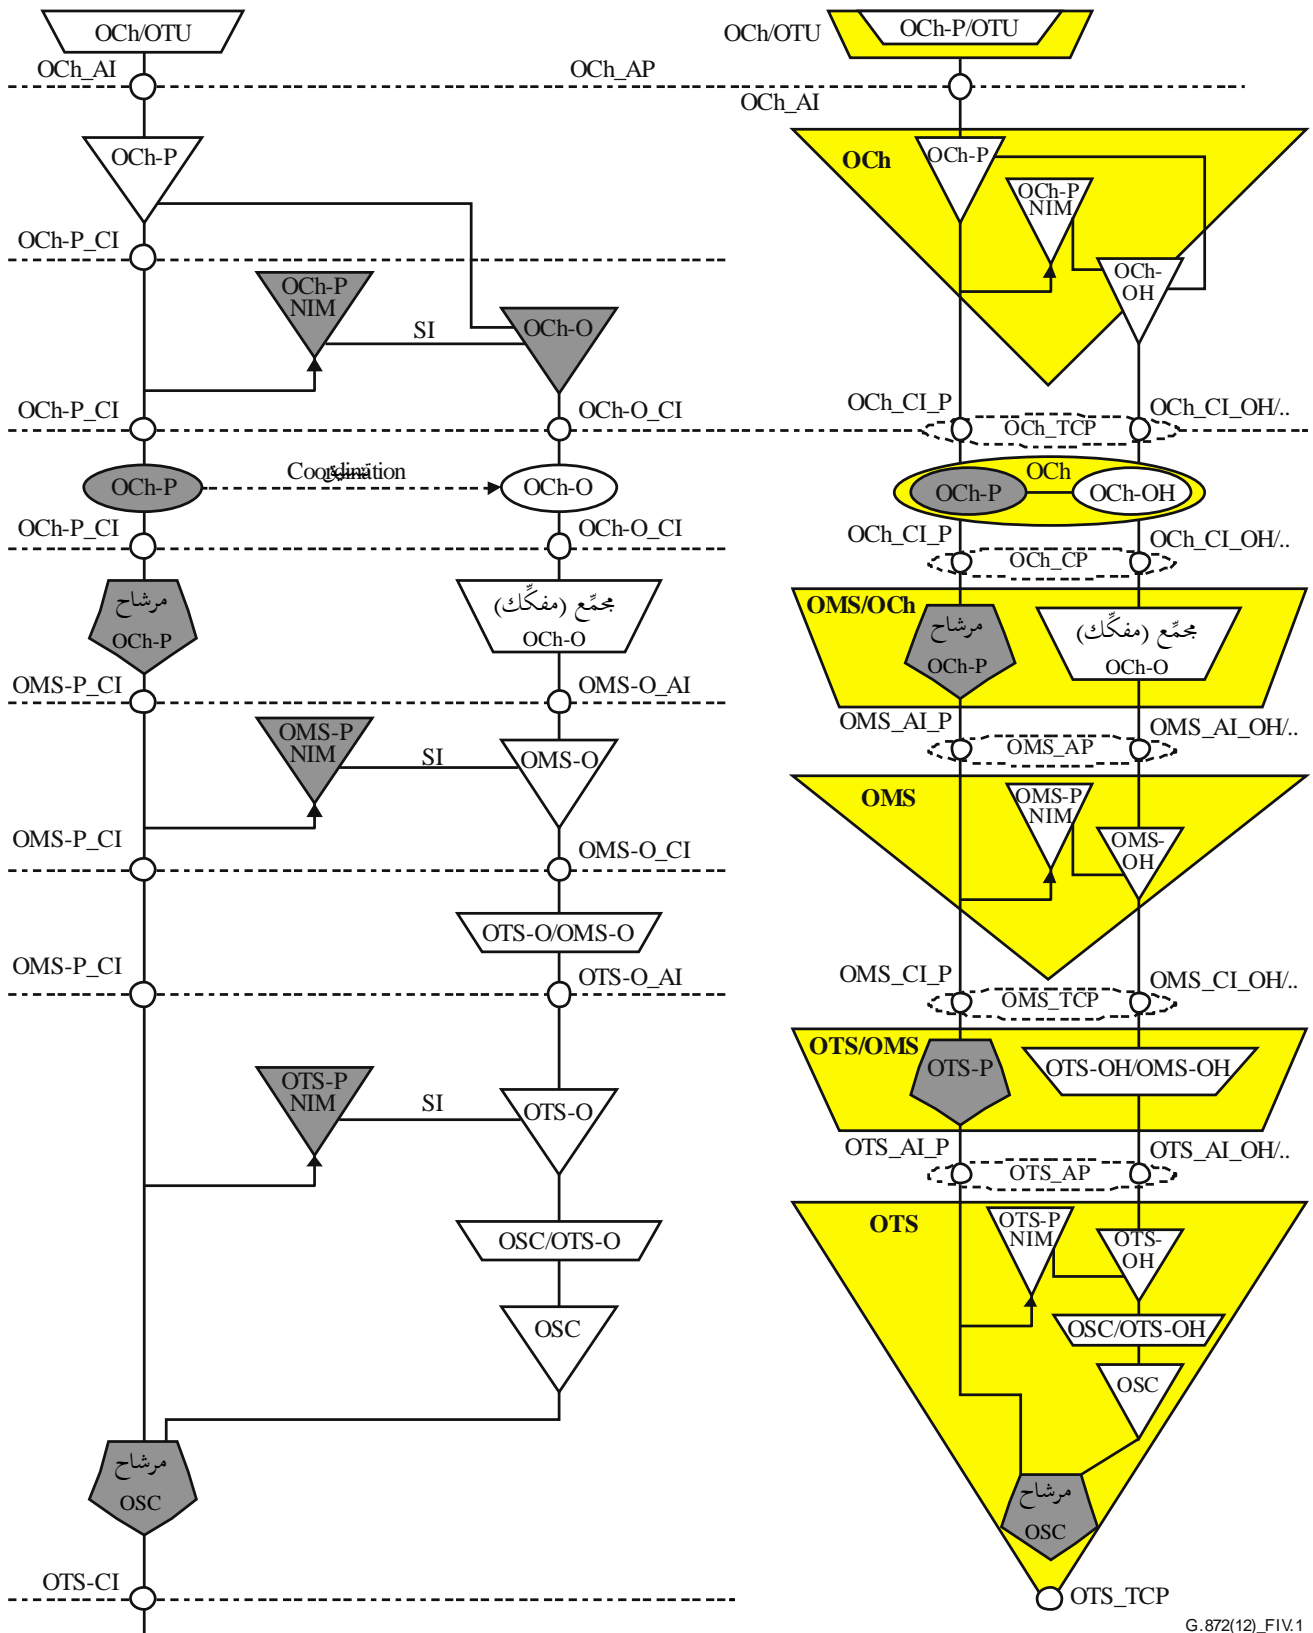 OCh/OTU
OCh/OTU
OCh-P/OTU
OCh_AI
OCh_AP
OCh_AI
OCh-P
OCh
OCh-P
OCh-P
NIM
OCh-P_CI
OCh-
OH
OCh-P
NIM
SI
OCh-O
OCh-P_CI
OCh-O_CI
OCh_CI_P
OCh_TCP
OCh_CI_OH/..
Coordination
OCh-P
OCh-O
OCh
OCh-P
OCh-OH
OCh-P_CI
OCh-O_CI
OCh_CI_P
OCh_CP
OCh_CI_OH/..
مرشاح
OCh-P
مجمِّع (مفكِّك)
OCh-O
OMS/OCh
مرشاح
OCh-P
مجمِّع (مفكِّك)
OCh-O
OMS-P_CI
OMS-O_AI
OMS_AI_P
OMS_AP
OMS_AI_OH/..
OMS-P
NIM
SI
OMS-O
OMS
OMS-P
NIM
OMS-
OH
OMS-P_CI
OMS-O_CI
OTS-O/OMS-O
OMS-P_CI
OTS-O_AI
OMS_CI_P
OMS_TCP
OMS_CI_OH/..
OTS/OMS
OTS-P
OTS-OH/OMS-OH
OTS-P
NIM
SI
OTS-O
OTS_AI_P
OTS_AP
OTS_AI_OH/..
OTS
OTS-P
NIM
OTS-
OH
OSC/OTS-O
OSC/OTS-OH
OSC
OSC
مرشاح
OSC
مرشاح
OSC
OTS-CI
OTS_TCP
G.872(12)_FIV.1